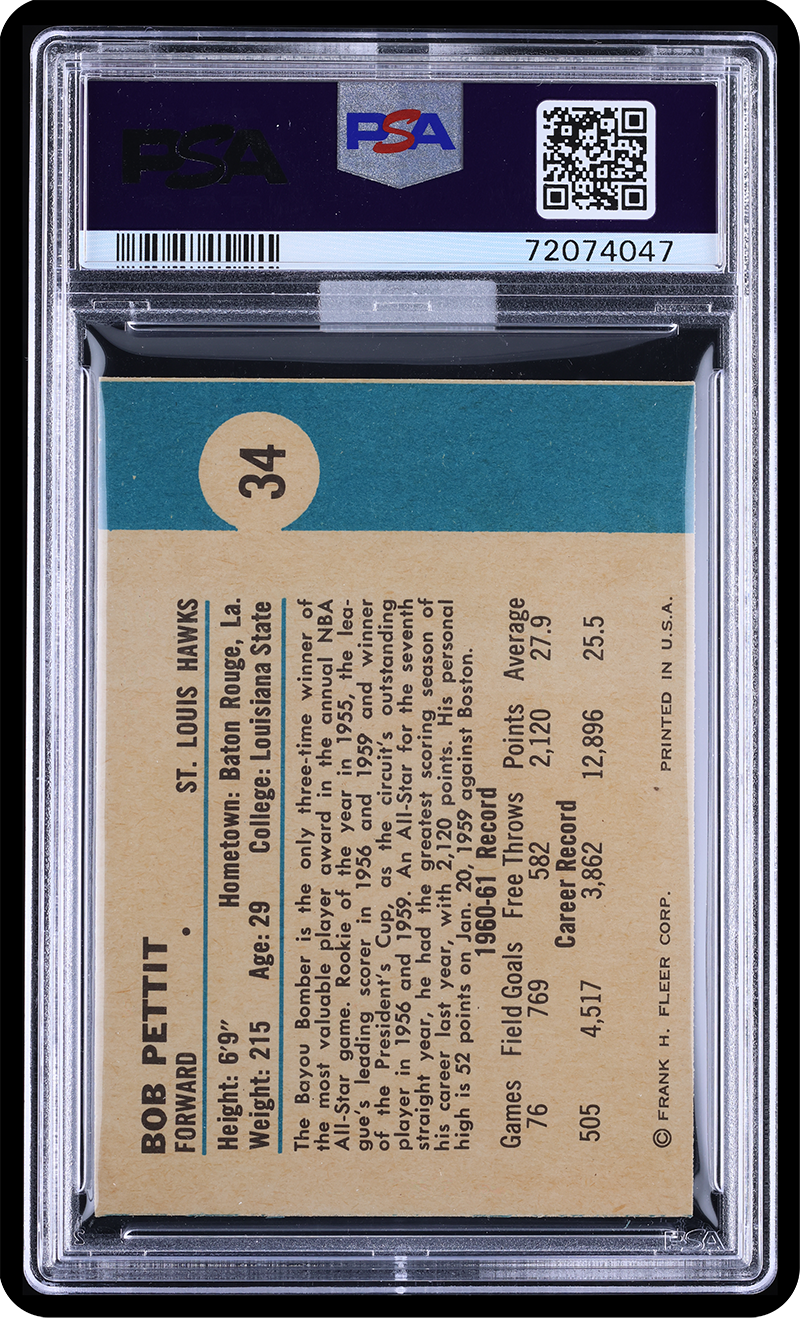 PSA
PSA
72074047
34
BOB PETTIT
FORWARD ST. LOUIS HAWKS
Height: 6'9" Hometown: Baton Rouge, La.
Weight: 215 Age: 29 College: Louisiana State
The Bayou Bomber is the only three-time winner of
the most valuable player award in the annual NBA
All-Star game. Rookie of the year in 1955, the lea-
gue's leading scorer in 1956 and 1959 and winner
of the President's Cup, as the circuit's outstanding
player in 1956 and 1959. An All-Star for the seventh
straight year, he had the greatest scoring season of
his career last year, with 2,120 points. His personal
high is 52 points on Jan. 20, 1959 against Boston.
1960-61 Record
Games Field Goals Free Throws Points Average
76 769 582 2,120 27.9
Career Record
505 4,517 3,862 12,896 25.5
© FRANK H. FLEER CORP. PRINTED IN U.S.A.
PSA